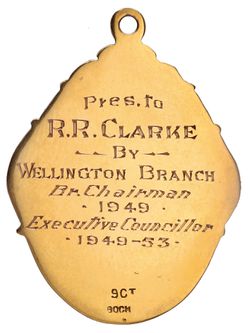 Pres. to
R.R. CLARKE
BY
WELLINGTON BRANCH
Br. Chairman
· 1949 ·
Executive Councillor
· 1949-53 ·
9CT